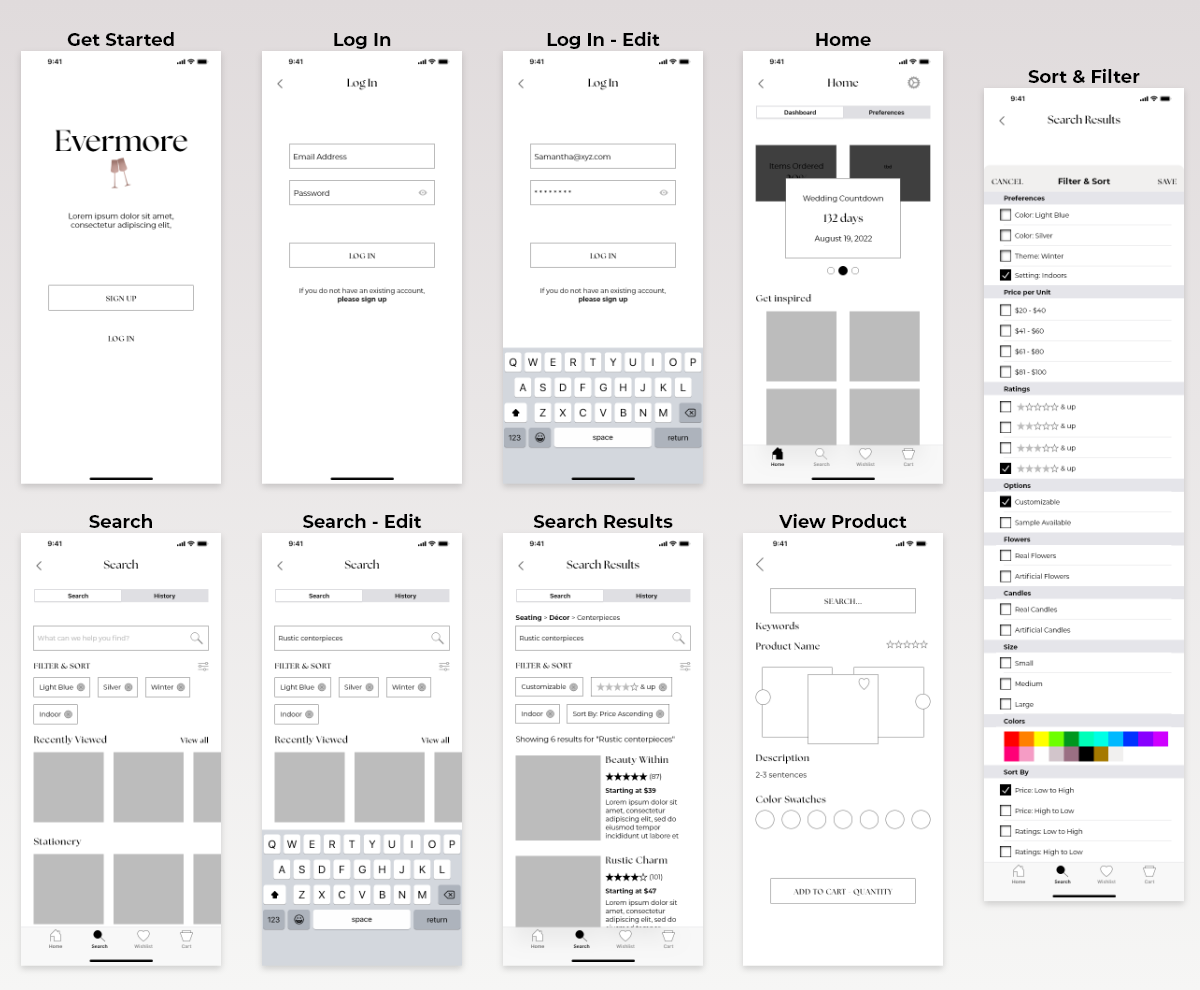 Get Started
9:41
Evermore
Lorem ipsum dolor sit amet,
consectetur adipiscing elit,
SIGN UP
LOG IN
Log In
9:41
Log In
Email Address
Password
LOG IN
If you do not have an existing account,
please sign up
Log In - Edit
9:41
Log In
Samantha@xyz.com
********
LOG IN
If you do not have an existing account,
please sign up
Q W E R T Y U I O P
A S D F G H J K L
Z X C V B N M
123 space return
Home
9:41
Home
Dashboard Preferences
Items Ordered
Wedding Countdown
132 days
August 19, 2022
Get inspired
Home Search Wishlist Cart
Sort & Filter
9:41
Search Results
CANCEL Filter & Sort SAVE
Preferences
Color: Light Blue
Color: Silver
Theme: Winter
Setting: Indoors
Price per Unit
$20 - $40
$41 - $60
$61 - $80
$81 - $100
Ratings
& up
& up
& up
& up
Options
Customizable
Sample Available
Flowers
Real Flowers
Artificial Flowers
Candles
Real Candles
Artificial Candles
Size
Small
Medium
Large
Colors
Sort By
Price: Low to High
Price: High to Low
Ratings: Low to High
Ratings: High to Low
Home Search Wishlist Cart
Search
9:41
Search
Search History
What can we help you find?
FILTER & SORT
Light Blue Silver Winter
Indoor
Recently Viewed View all
Stationery
Home Search Wishlist Cart
Search - Edit
9:41
Search
Search History
Rustic centerpieces
FILTER & SORT
Light Blue Silver Winter
Indoor
Recently Viewed View all
Q W E R T Y U I O P
A S D F G H J K L
Z X C V B N M
123 space return
Search Results
9:41
Search Results
Search History
Seating > Décor > Centerpieces
Rustic centerpieces
FILTER & SORT
Customizable & up
Indoor Sort By: Price Ascending
Showing 6 results for "Rustic centerpieces"
Beauty Within
(87)
Starting at $39
Lorem ipsum dolor sit
amet, consectetur
adipiscing elit, sed do
eiusmod tempor
incididunt ut labore et
Rustic Charm
(101)
Starting at $47
Lorem ipsum dolor sit
amet, consectetur
adipiscing elit, sed do
eiusmod tempor
Home Search Wishlist Cart
View Product
9:41
SEARCH...
Keywords
Product Name
Description
2-3 sentences
Color Swatches
ADD TO CART - QUANTITY